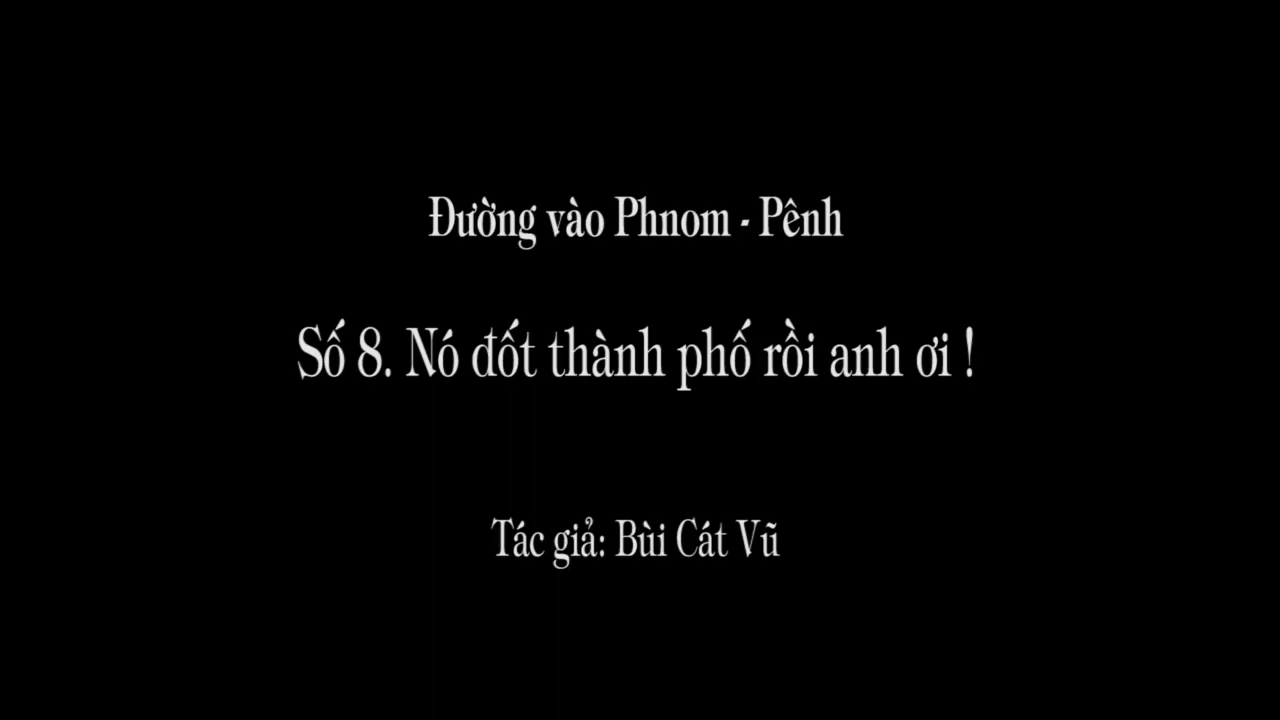 Đường vào Phnom - Pênh
Số 8. Nó đốt thành phố rồi anh ơi !
Tác giả: Bùi Cát Vũ